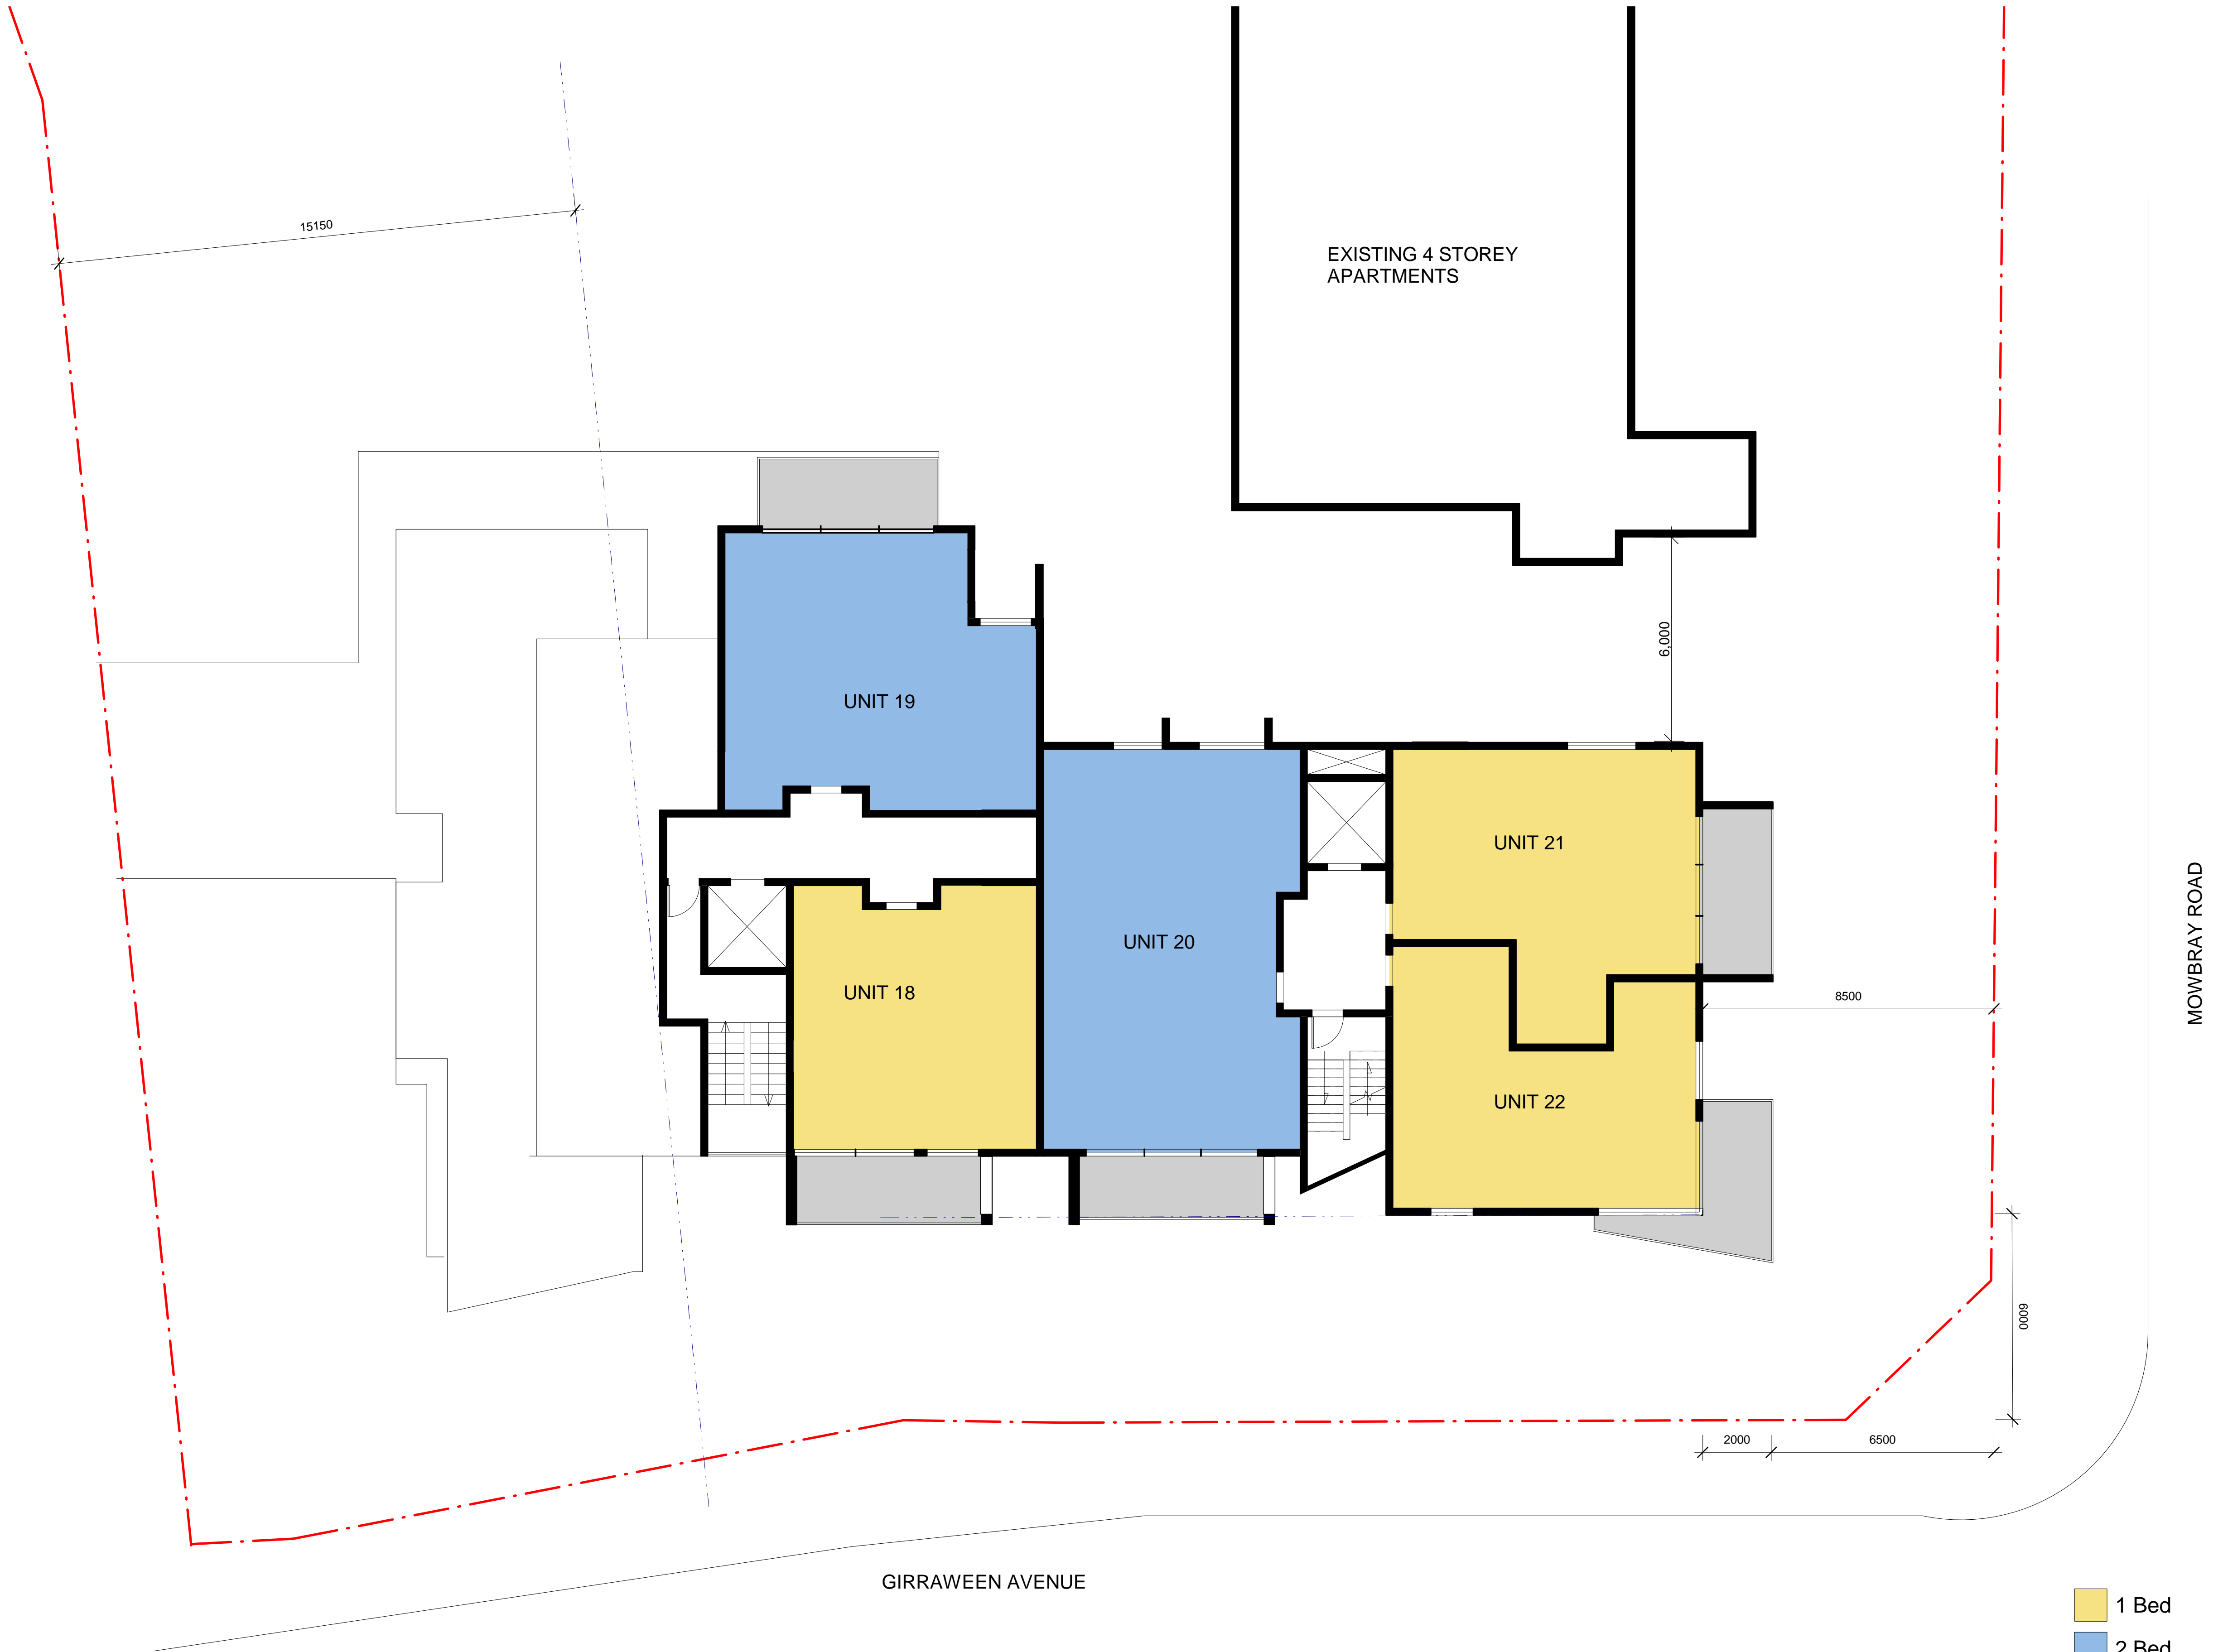 15150
EXISTING 4 STOREY
APARTMENTS
6,000
UNIT 19
UNIT 21
UNIT 20
UNIT 18
8500
MOWBRAY ROAD
UNIT 22
6000
2000
6500
GIRRAWEEN AVENUE
1 Bed
2 Bed